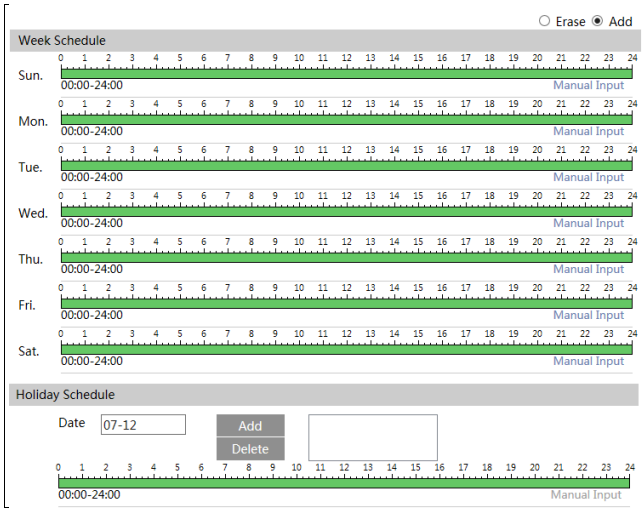 Erase Add
Week Schedule
0 1 2 3 4 5 6 7 8 9 10 11 12 13 14 15 16 17 18 19 20 21 22 23 24
Sun.
00:00-24:00 Manual Input
0 1 2 3 4 5 6 7 8 9 10 11 12 13 14 15 16 17 18 19 20 21 22 23 24
Mon.
00:00-24:00 Manual Input
0 1 2 3 4 5 6 7 8 9 10 11 12 13 14 15 16 17 18 19 20 21 22 23 24
Tue.
00:00-24:00 Manual Input
0 1 2 3 4 5 6 7 8 9 10 11 12 13 14 15 16 17 18 19 20 21 22 23 24
Wed.
00:00-24:00 Manual Input
0 1 2 3 4 5 6 7 8 9 10 11 12 13 14 15 16 17 18 19 20 21 22 23 24
Thu.
00:00-24:00 Manual Input
0 1 2 3 4 5 6 7 8 9 10 11 12 13 14 15 16 17 18 19 20 21 22 23 24
Fri.
00:00-24:00 Manual Input
0 1 2 3 4 5 6 7 8 9 10 11 12 13 14 15 16 17 18 19 20 21 22 23 24
Sat.
00:00-24:00 Manual Input
Holiday Schedule
Date 07-12 Add
Delete
0 1 2 3 4 5 6 7 8 9 10 11 12 13 14 15 16 17 18 19 20 21 22 23 24
00:00-24:00 Manual Input